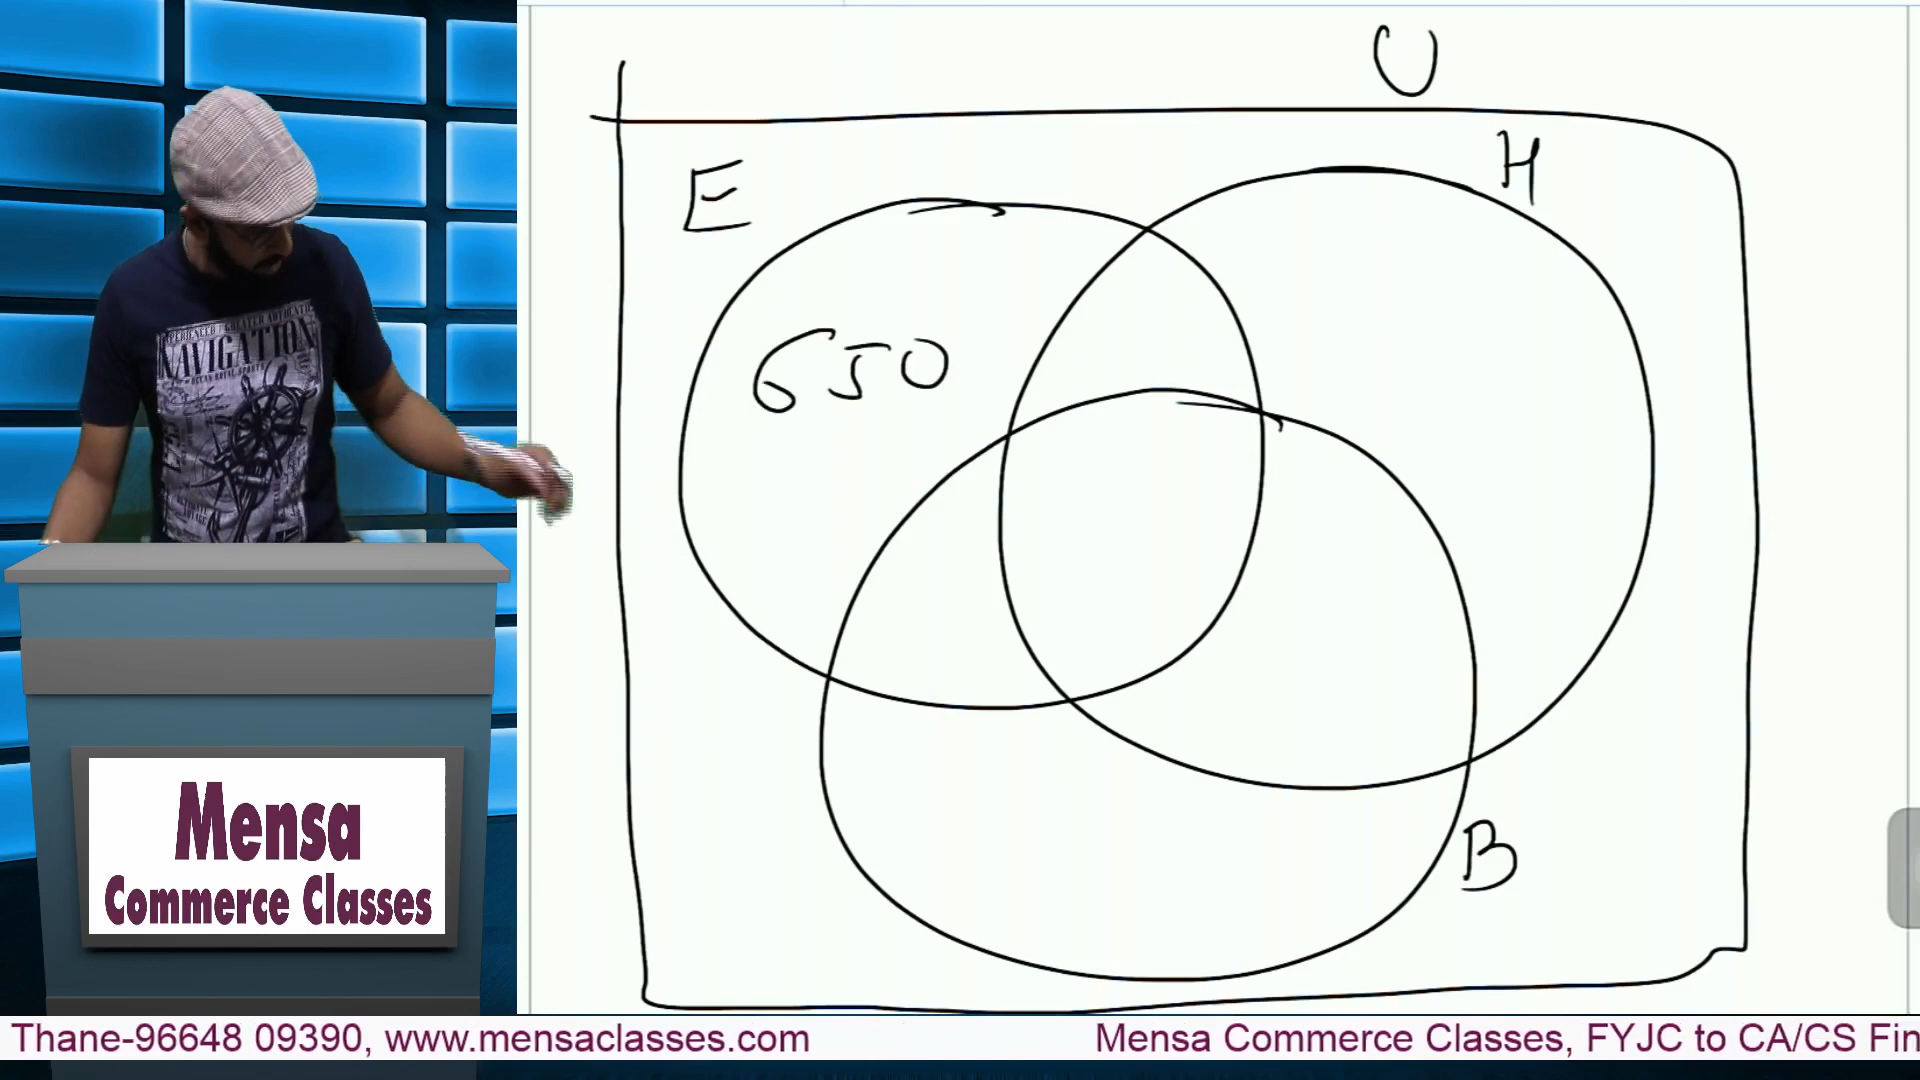 U
E
H
650
B
NAVIGATION
Mensa
Commerce Classes
Thane-96648 09390, www.mensaclasses.com
Mensa Commerce Classes, FYJC to CA/CS Fin